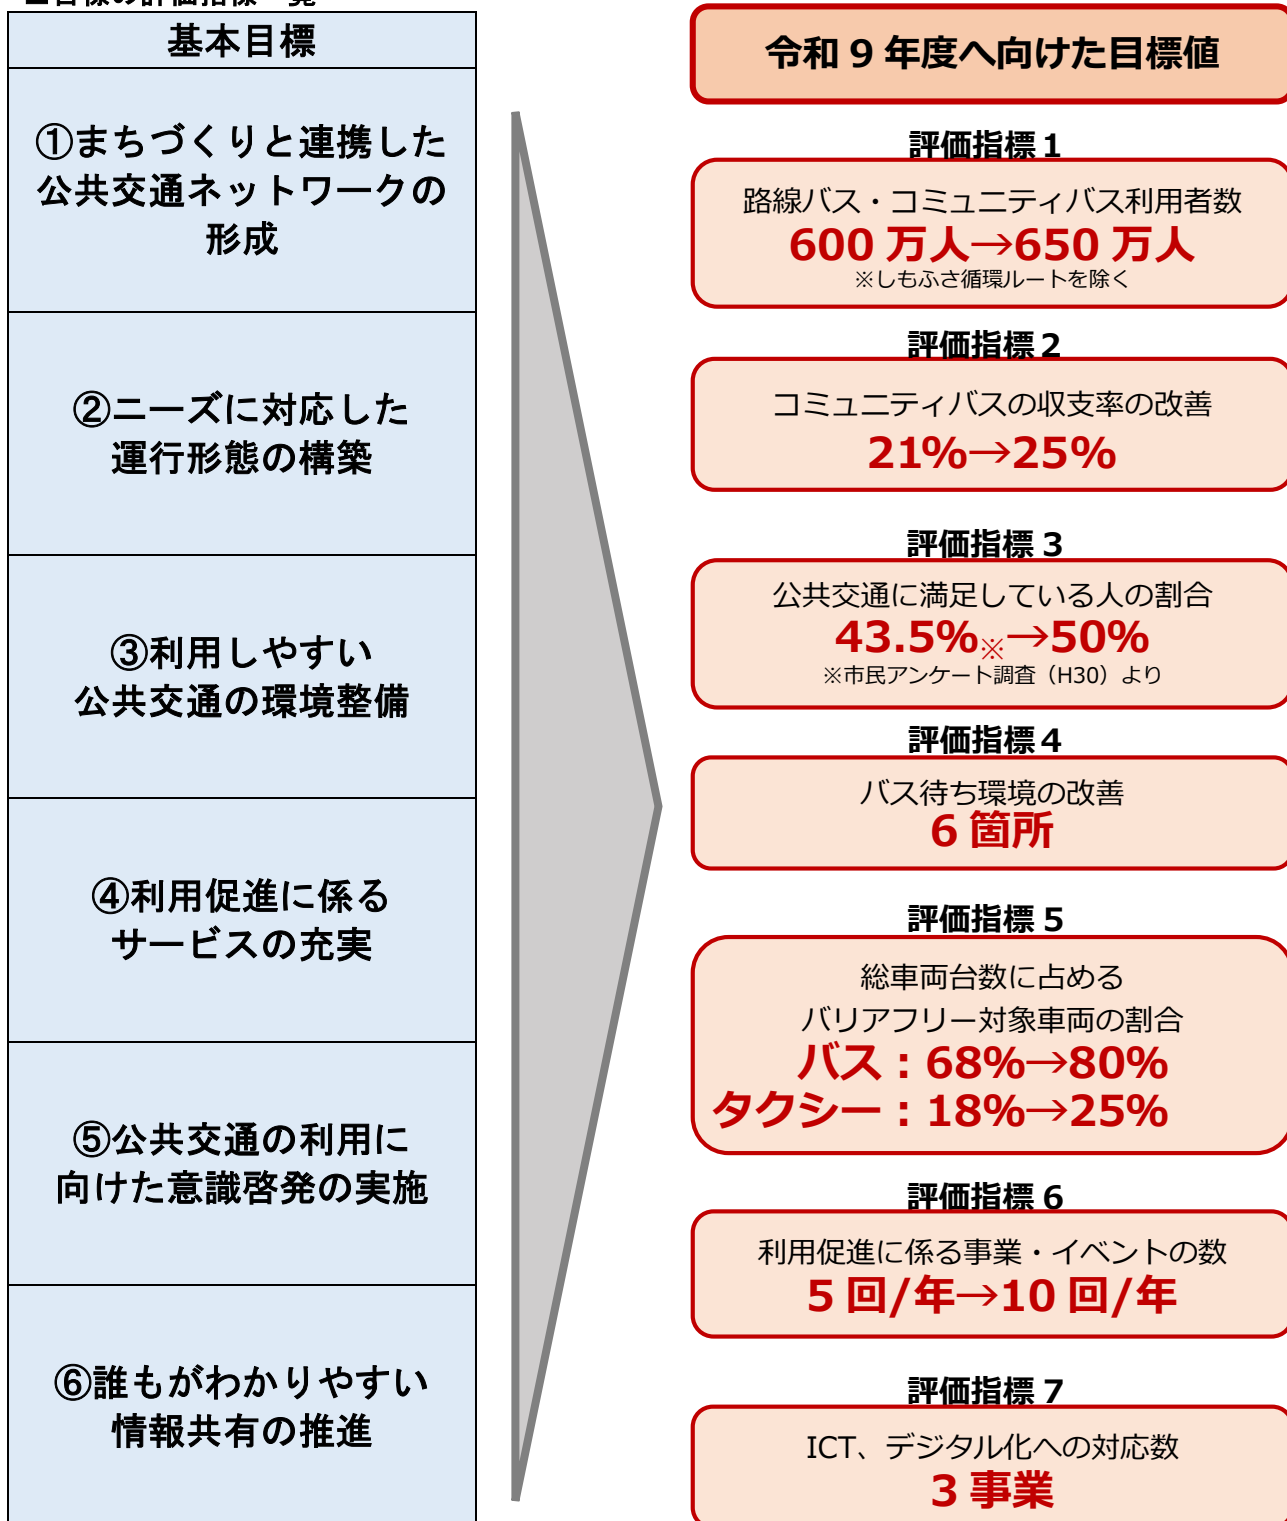 基本目標
①まちづくりと連携した
公共交通ネットワークの
形成
②ニーズに対応した
運行形態の構築
③利用しやすい
公共交通の環境整備
④利用促進に係る
サービスの充実
⑤公共交通の利用に
向けた意識啓発の実施
⑥誰もがわかりやすい
情報共有の推進
令和 9 年度へ向けた目標値
評価指標 1
路線バス・コミュニティバス利用者数
600 万人→650 万人
※しもふさ循環ルートを除く
評価指標 2
コミュニティバスの収支率の改善
21%→25%
評価指標 3
公共交通に満足している人の割合
43.5%※→50%
※市民アンケート調査（H30）より
評価指標 4
バス待ち環境の改善
6 箇所
評価指標 5
総車両台数に占める
バリアフリー対象車両の割合
バス：68%→80%
タクシー：18%→25%
評価指標 6
利用促進に係る事業・イベントの数
5 回/年→10 回/年
評価指標 7
ICT、デジタル化への対応数
3 事業